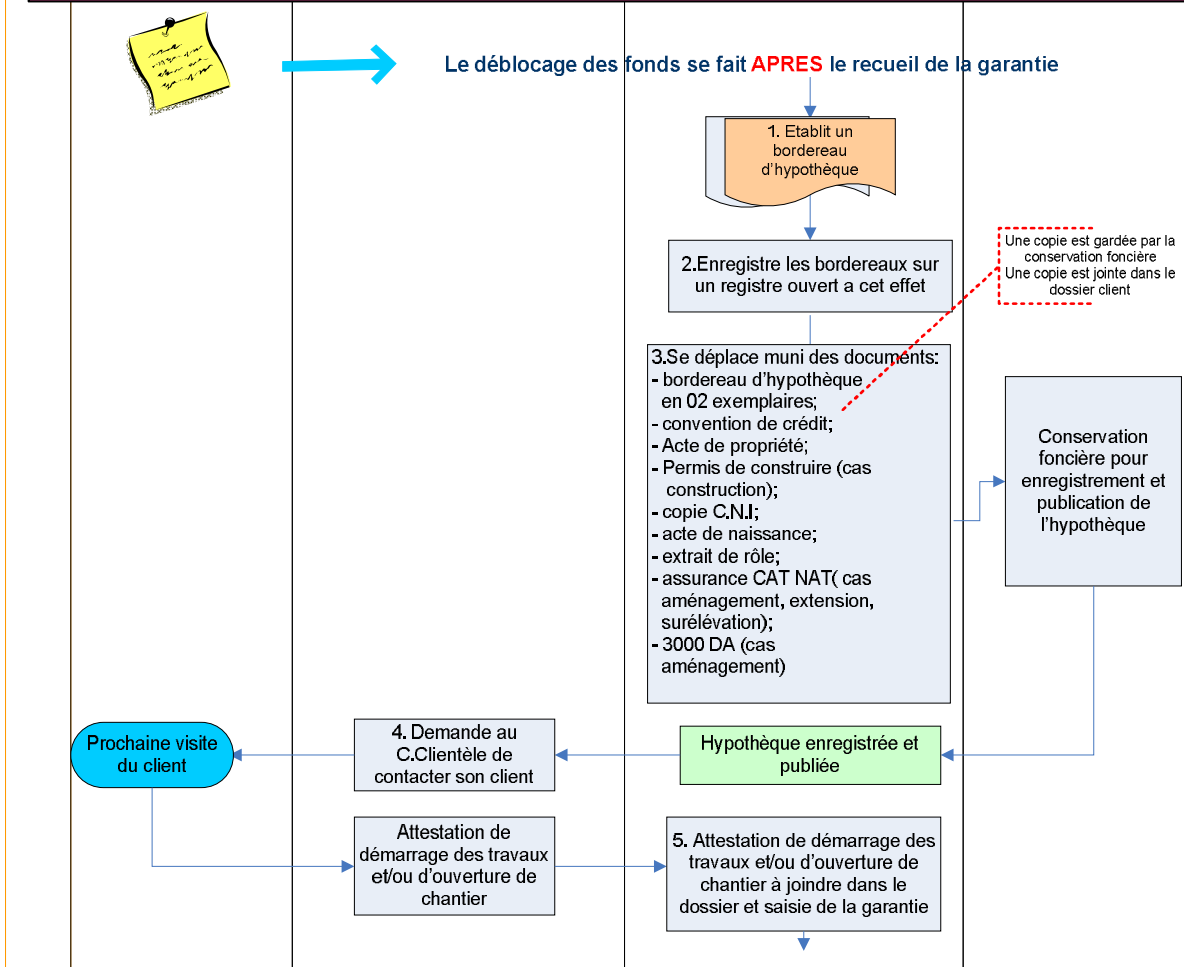 Le déblocage des fonds se fait APRES le recueil de la garantie
1. Etablit un
bordereau
d'hypothèque
2.Enregistre les bordereaux sur
un registre ouvert a cet effet
Une copie est gardée par la
conservation foncière
Une copie est jointe dans le
dossier client
3.Se déplace muni des documents:
- bordereau d'hypothèque
en 02 exemplaires;
- convention de crédit;
- Acte de propriété;
- Permis de construire (cas
construction);
- copie C.N.I;
- acte de naissance;
- extrait de rôle;
- assurance CAT NAT( cas
aménagement, extension,
surélévation);
- 3000 DA (cas
aménagement)
Conservation
foncière pour
enregistrement et
publication de
l'hypothèque
Prochaine visite
du client
4. Demande au
C.Clientèle de
contacter son client
Hypothèque enregistrée et
publiée
Attestation de
démarrage des travaux
et/ou d'ouverture de
chantier
5. Attestation de démarrage des
travaux et/ou d'ouverture de
chantier à joindre dans le
dossier et saisie de la garantie